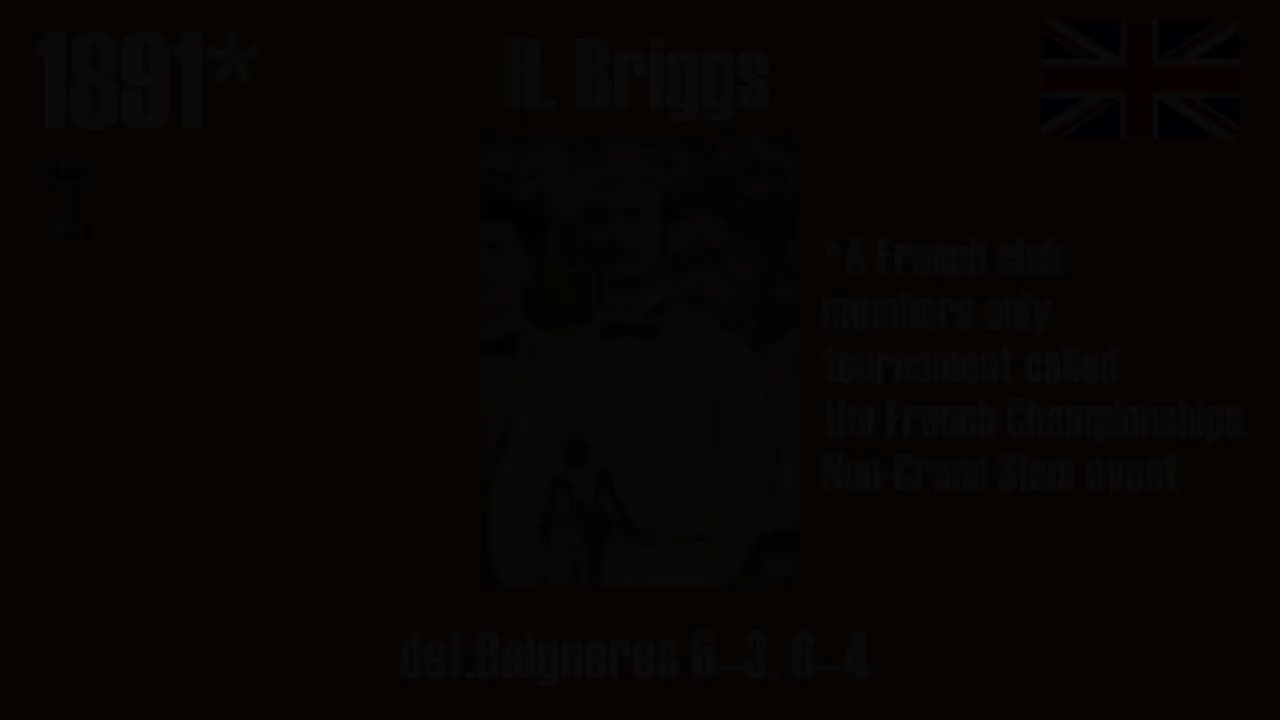 1891*
H. Briggs
*A French club
members only
tournament called
the French Championships.
Non-Grand Slam event
def.Baigneres 6–3, 6–4